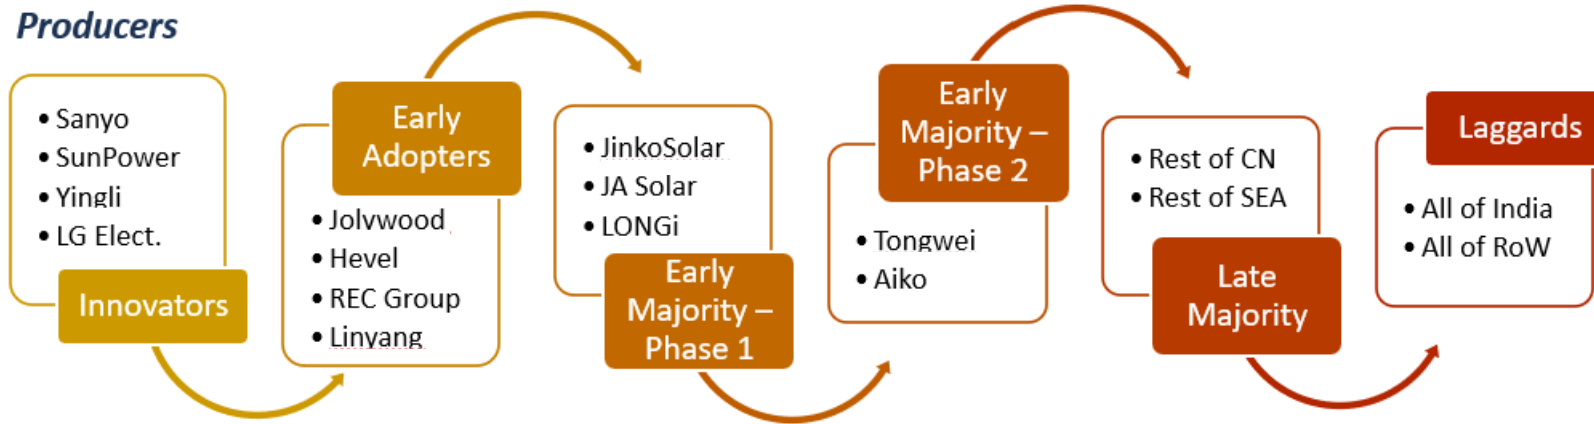 Producers
• Sanyo
• SunPower
• Yingli
• LG Elect.
Innovators
Early
Adopters
• Jolywood
• Hevel
• REC Group
• Linyang
• JinkoSolar
• JA Solar
• LONGi
Early
Majority –
Phase 1
Early
Majority –
Phase 2
• Tongwei
• Aiko
• Rest of CN
• Rest of SEA
Late
Majority
Laggards
• All of India
• All of RoW